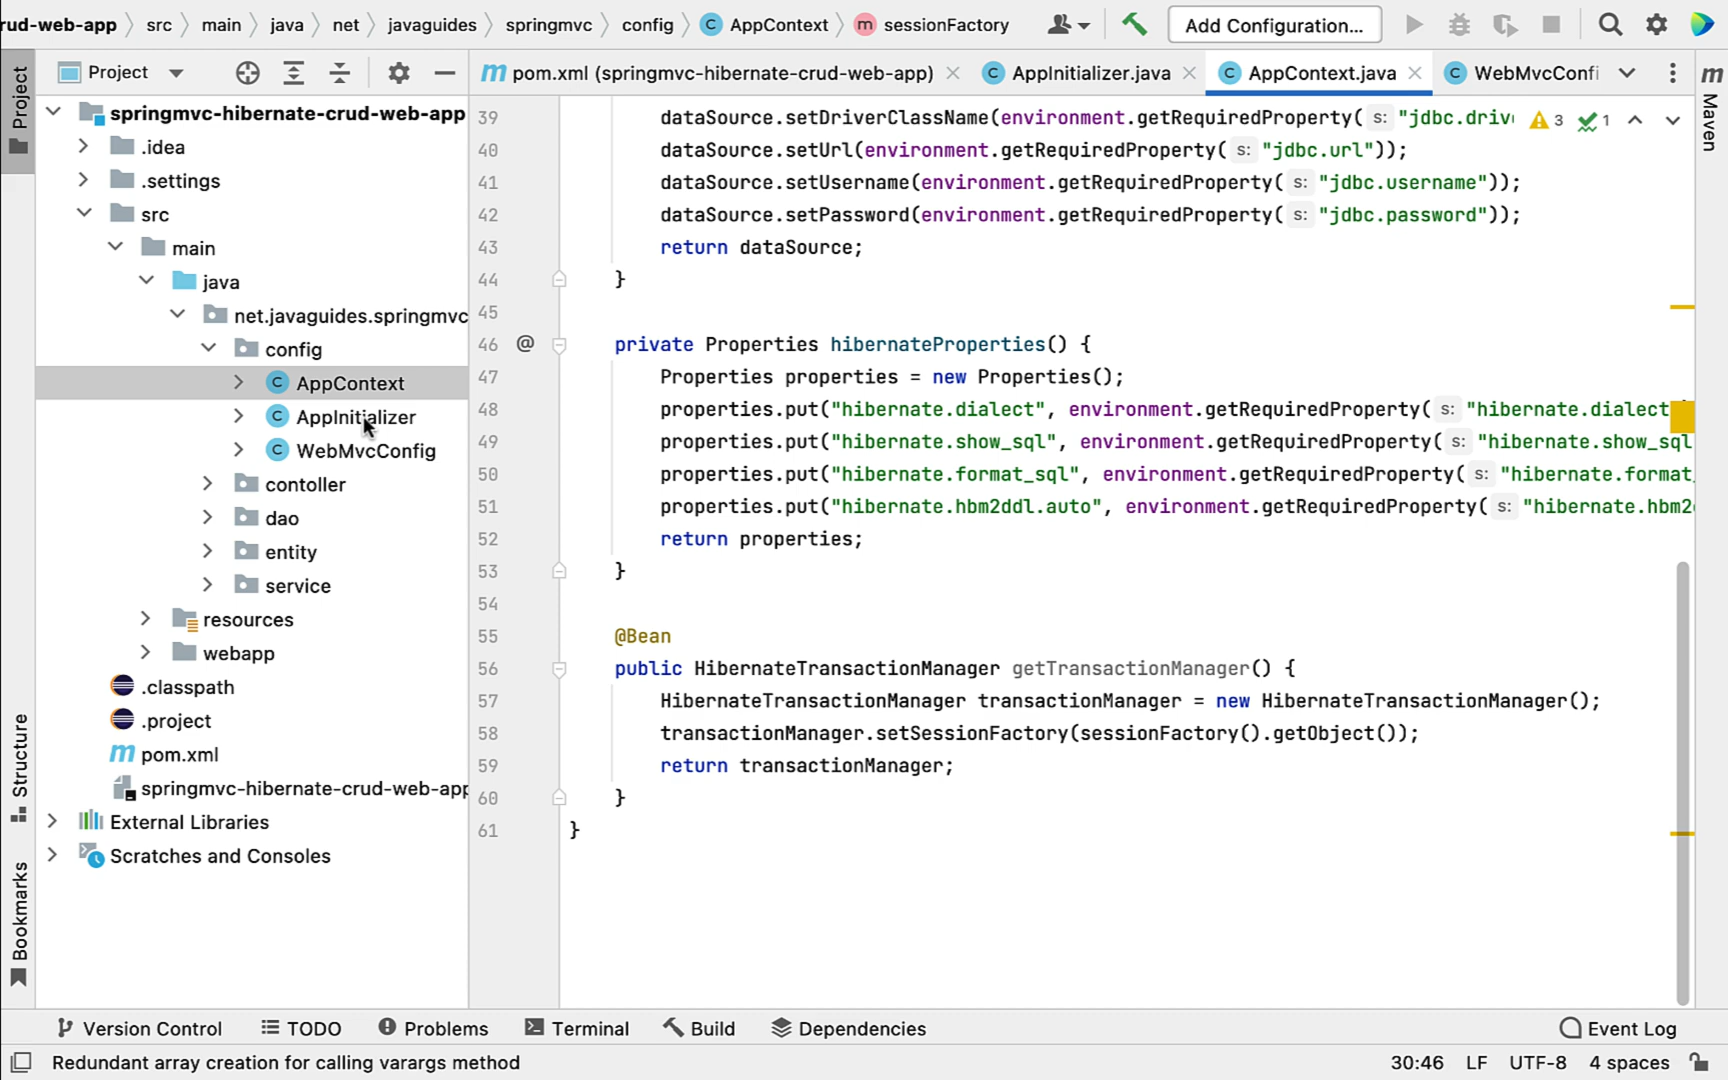 rud-web-app src main java net javaguides springmvc config AppContext sessionFactory Add Configuration...
Project pom.xml (springmvc-hibernate-crud-web-app) AppInitializer.java AppContext.java WebMvcConfi
Project
Structure
Bookmarks
springmvc-hibernate-crud-web-app
.idea
.settings
src
main
java
net.javaguides.springmvc
config
AppContext
AppInitializer
WebMvcConfig
contoller
dao
entity
service
resources
webapp
.classpath
.project
pom.xml
springmvc-hibernate-crud-web-app
External Libraries
Scratches and Consoles
39 dataSource.setDriverClassName(environment.getRequiredProperty( s: "jdbc.driv 3 1
40 dataSource.setUrl(environment.getRequiredProperty( s: "jdbc.url"));
41 dataSource.setUsername(environment.getRequiredProperty( s: "jdbc.username"));
42 dataSource.setPassword(environment.getRequiredProperty( s: "jdbc.password"));
43 return dataSource;
44 }
45
46 @ private Properties hibernateProperties() {
47 Properties properties = new Properties();
48 properties.put("hibernate.dialect", environment.getRequiredProperty( s: "hibernate.dialect
49 properties.put("hibernate.show_sql", environment.getRequiredProperty( s: "hibernate.show_sql
50 properties.put("hibernate.format_sql", environment.getRequiredProperty( s: "hibernate.format_
51 properties.put("hibernate.hbm2ddl.auto", environment.getRequiredProperty( s: "hibernate.hbm2
52 return properties;
53 }
54
55 @Bean
56 public HibernateTransactionManager getTransactionManager() {
57 HibernateTransactionManager transactionManager = new HibernateTransactionManager();
58 transactionManager.setSessionFactory(sessionFactory().getObject());
59 return transactionManager;
60 }
61 }
m Maven
Version Control TODO Problems Terminal Build Dependencies Event Log
Redundant array creation for calling varargs method 30:46 LF UTF-8 4 spaces